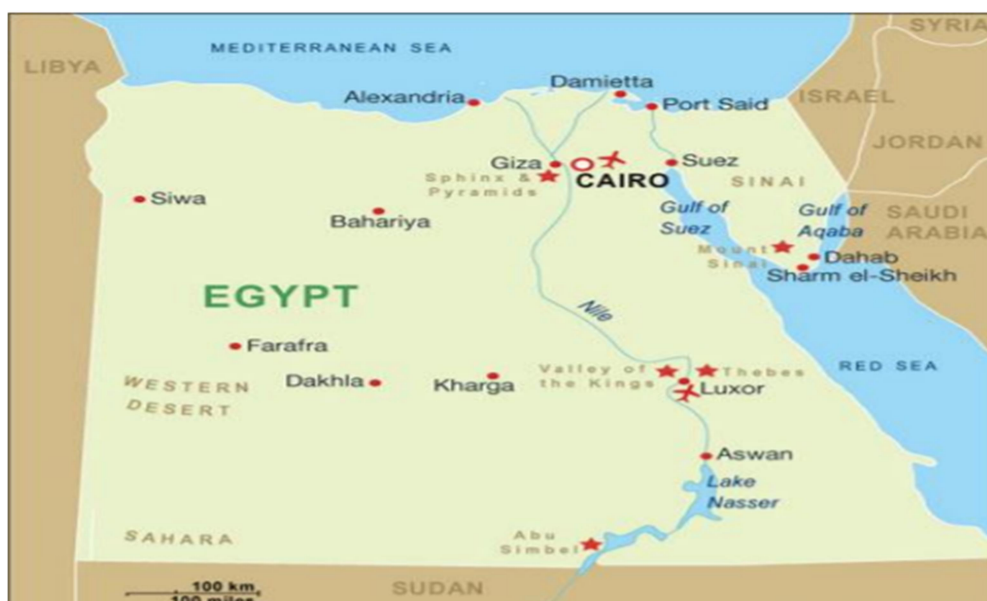 MEDITERRANEAN SEA
SYRIA
LIBYA
Damietta
Alexandria
Port Said
ISRAEL
JORDAN
Giza
Suez
Sphinx &
Pyramids
CAIRO
SINAI
Siwa
Bahariya
Gulf of
Suez
Gulf of
Aqaba
SAUDI
ARABIA
Mount
Sinai
Dahab
Sharm el-Sheikh
EGYPT
Nile
Farafra
RED SEA
WESTERN
DESERT
Dakhla
Kharga
Valley of
the Kings
Thebes
Luxor
Aswan
Lake
Nasser
SAHARA
Abu
Simbel
SUDAN
100 km
100 miles